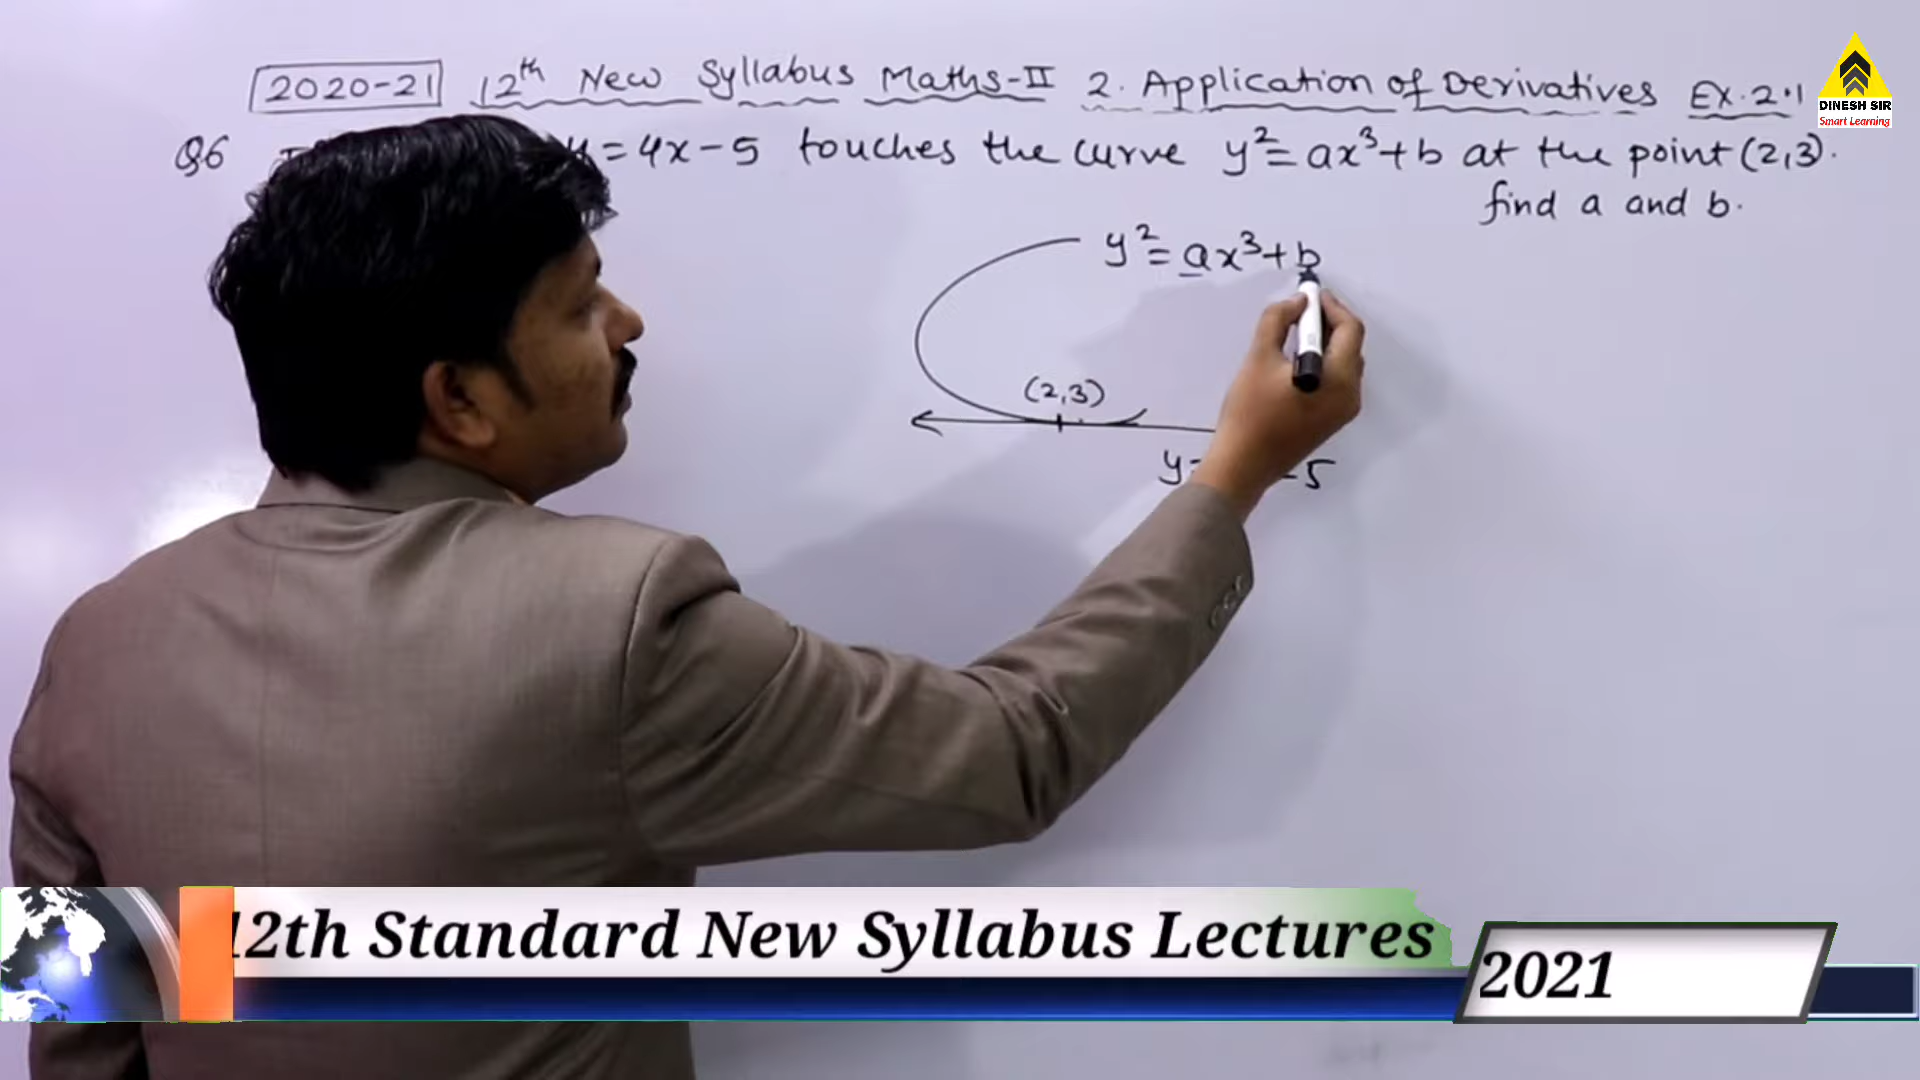 2020-21 12th New Syllabus Maths-II 2. Application of Derivatives Ex. 2.1
DINESH SIR
Smart Learning
Q6 y=4x-5 touches the curve y²=ax³+b at the point (2,3).
find a and b.
y²=ax³+b
(2,3)
y= -5
12th Standard New Syllabus Lectures
2021